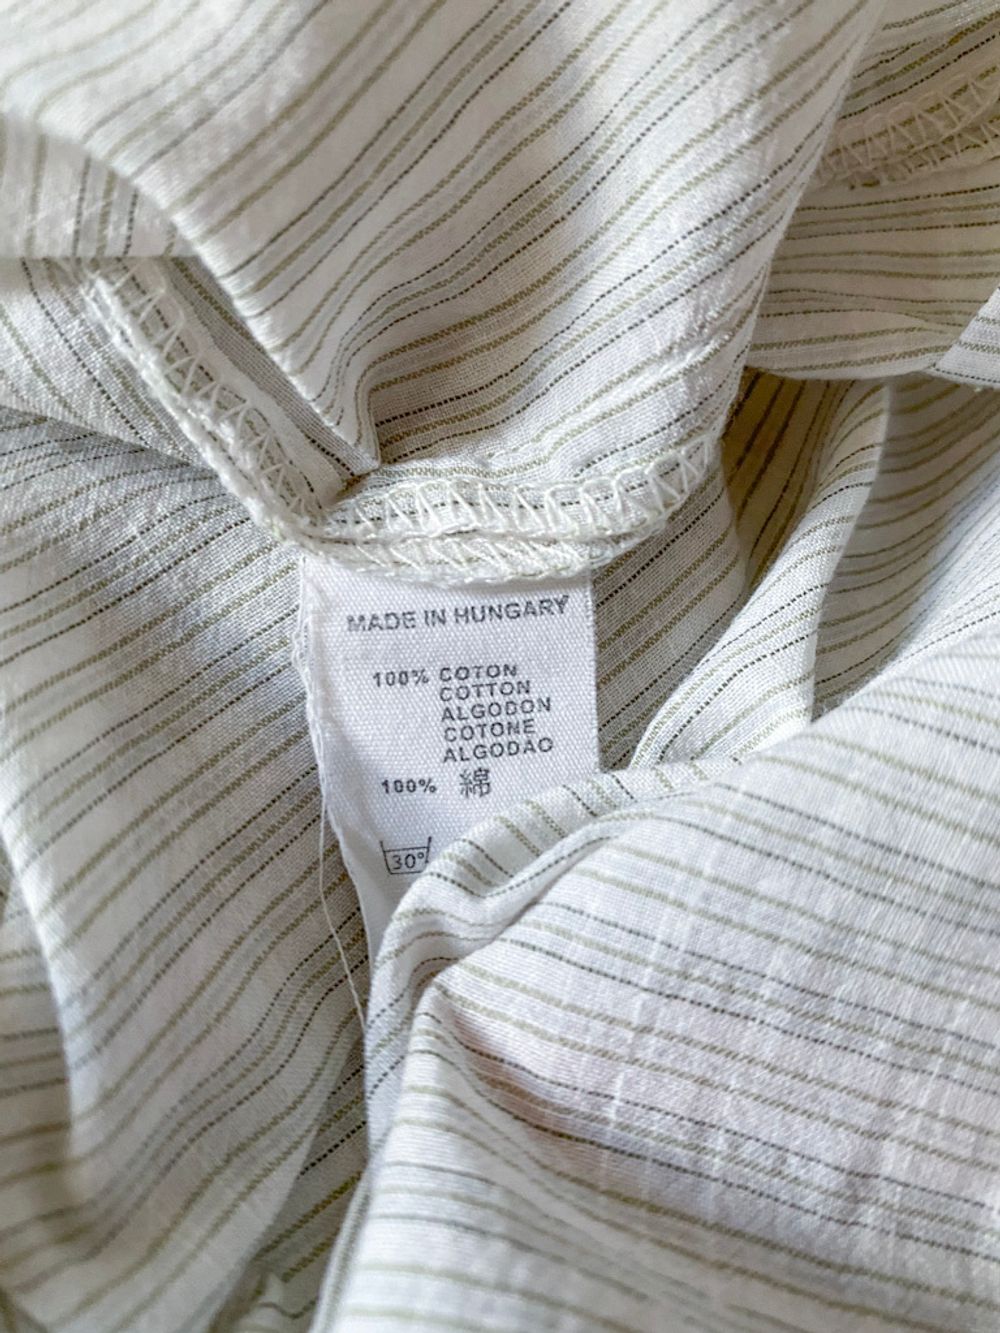 MADE IN HUNGARY
100% COTON
COTTON
ALGODON
COTONE
ALGODAO
100% 綿
30°